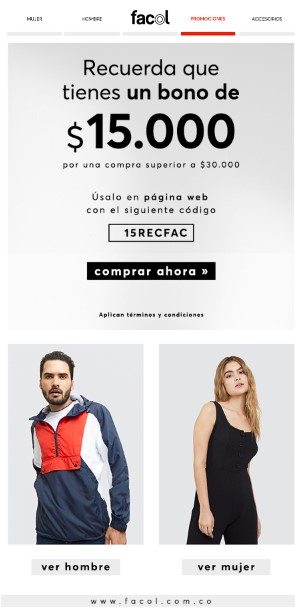 MUJER HOMBRE facol PROMOCIONES ACCESORIOS
Recuerda que
tienes un bono de
$15.000
por una compra superior a $30.000
Úsalo en página web
con el siguiente código
15RECFAC
comprar ahora »
Aplican términos y condiciones
ver hombre ver mujer
www.facol.com.co